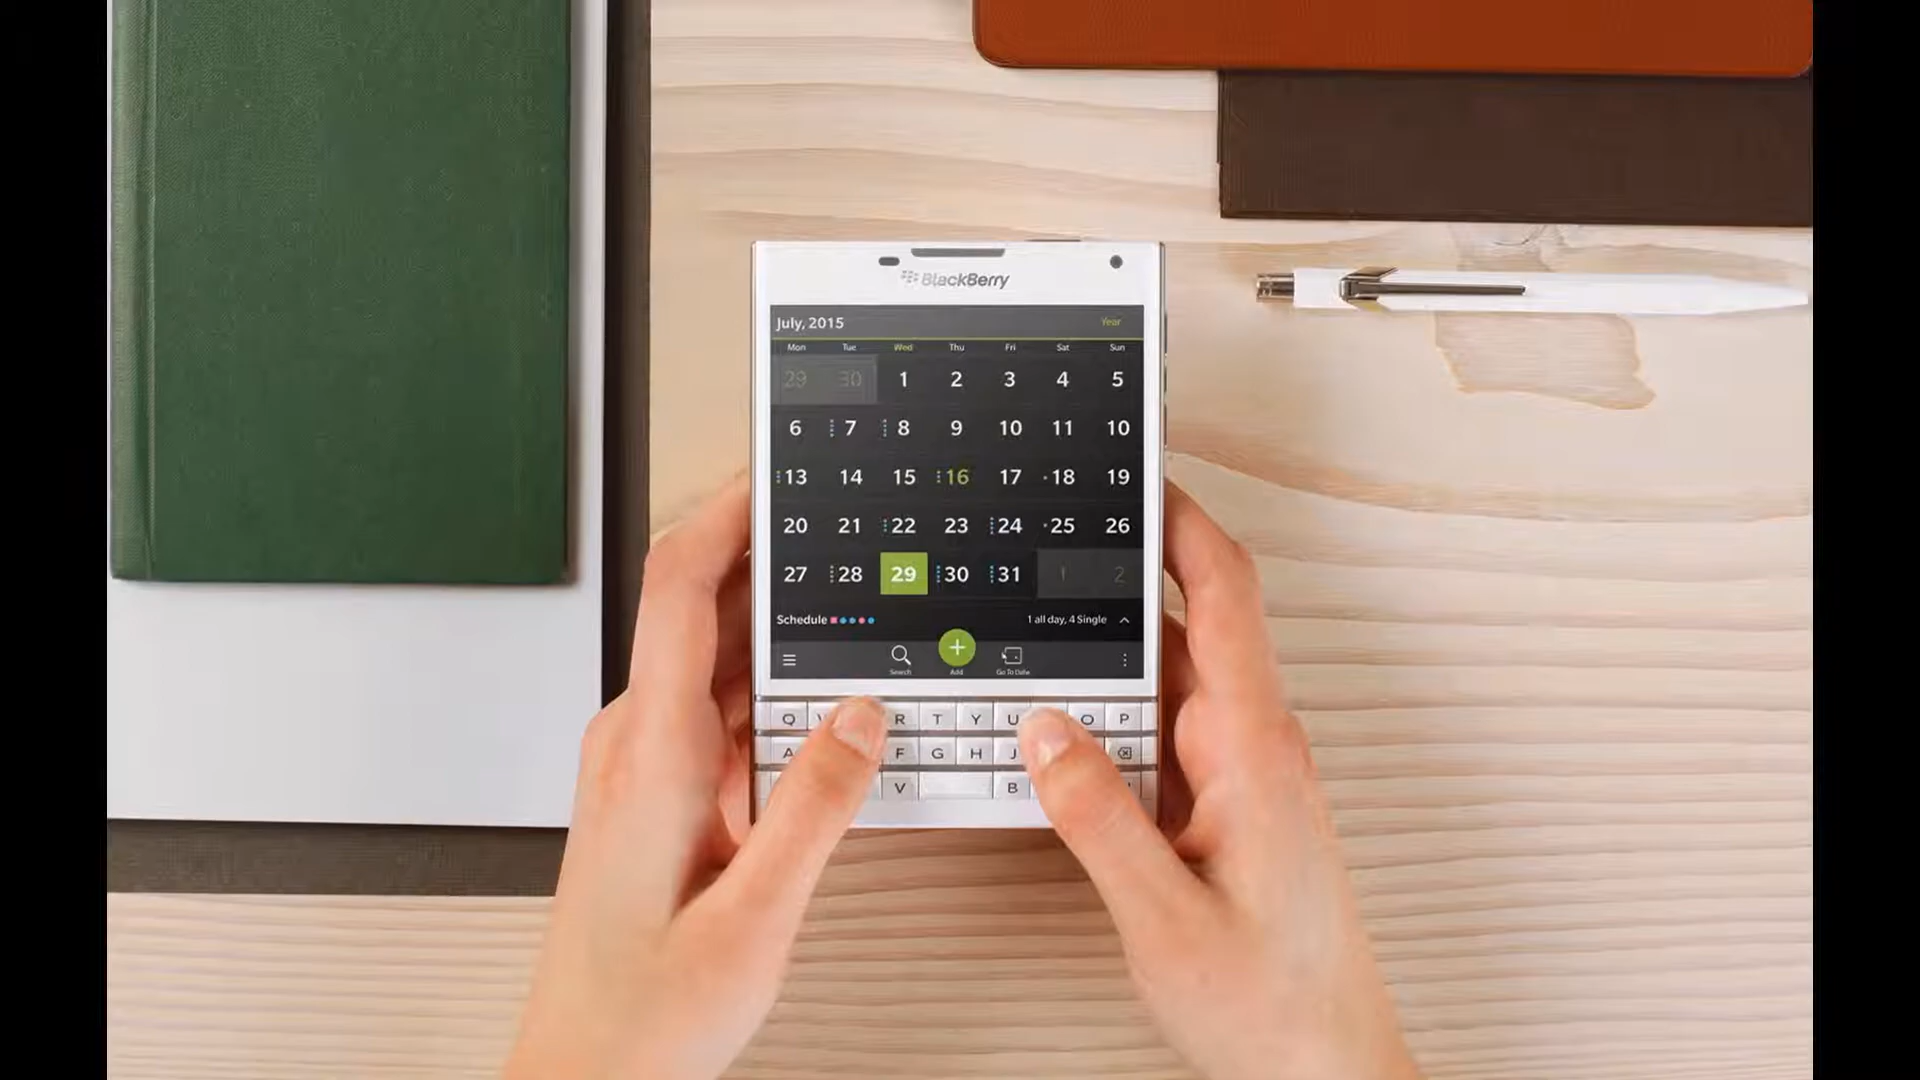 BlackBerry
July, 2015 Year
Mon Tue Wed Thu Fri Sat Sun
29 30 1 2 3 4 5
6 7 8 9 10 11 10
13 14 15 16 17 18 19
20 21 22 23 24 25 26
27 28 29 30 31 1 2
Schedule 1 all day, 4 Single
Search Add Go To Date
Q R T Y U O P
A F G H J
V B